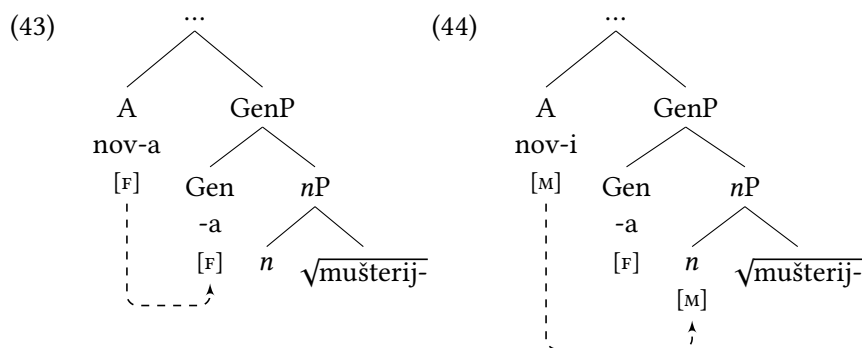 (43) ... (44) ...
A GenP A GenP
nov-a nov-i
[F] Gen nP [M] Gen nP
-a -a
[F] n √mušterij- [F] n √mušterij-
[M]